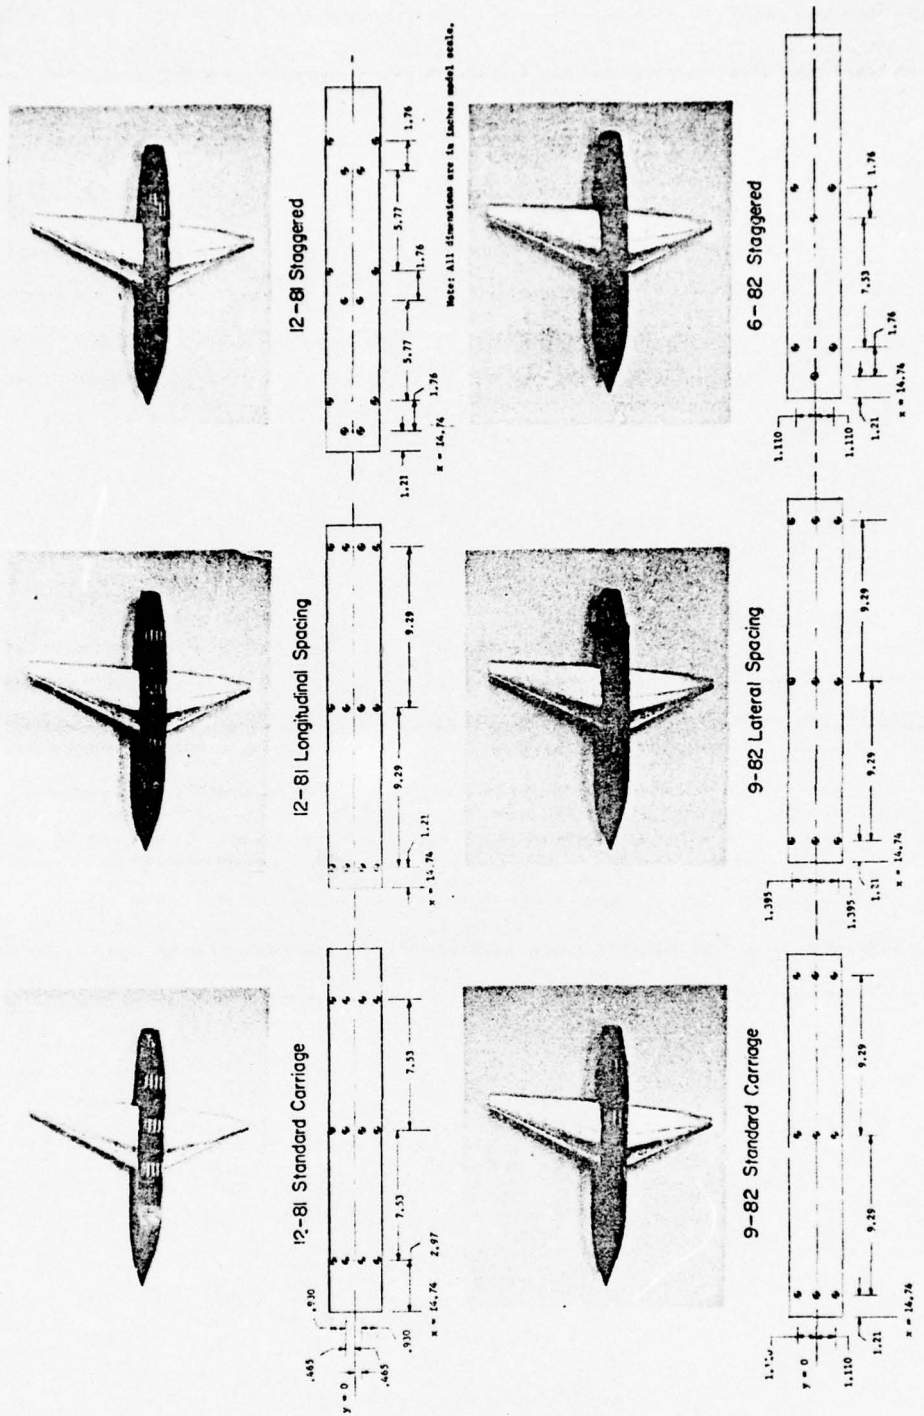 12-81 Standard Carriage
.465
.930
y = 0
.465
.930
x = 14.74
2.97
7.53
7.53
12-81 Longitudinal Spacing
x = 14.74
1.21
9.29
9.29
12-81 Staggered
1.21
x = 14.74
1.76
5.77
1.76
5.77
1.76
Note: All dimensions are in inches model scale.
9-82 Standard Carriage
y = 0
1.110
1.21
x = 14.74
9.29
9.29
9-82 Lateral Spacing
1.395
1.395
1.21
x = 14.74
9.29
9.29
6-82 Staggered
1.110
1.110
1.21
x = 14.74
1.76
7.53
1.76